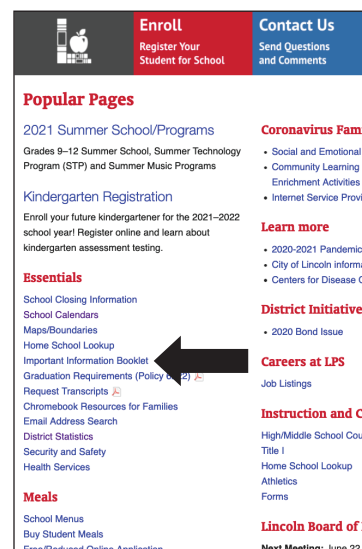 Enroll
Register Your
Student for School
Contact Us
Send Questions
and Comments
Popular Pages
2021 Summer School/Programs
Grades 9–12 Summer School, Summer Technology
Program (STP) and Summer Music Programs
Kindergarten Registration
Enroll your future kindergartener for the 2021–2022
school year! Register online and learn about
kindergarten assessment testing.
Essentials
School Closing Information
School Calendars
Maps/Boundaries
Home School Lookup
Important Information Booklet
Graduation Requirements (Policy
Request Transcripts
Chromebook Resources for Families
Email Address Search
District Statistics
Security and Safety
Health Services
Meals
School Menus
Buy Student Meals
Free/Reduced Online Application
Coronavirus Fam
Social and Emotional
Community Learning
Enrichment Activities
Internet Service Provi
Learn more
2020-2021 Pandemic
City of Lincoln informa
Centers for Disease C
District Initiative
2020 Bond Issue
Careers at LPS
Job Listings
Instruction and C
High/Middle School Cou
Title I
Home School Lookup
Athletics
Forms
Lincoln Board of
Next Meeting: June 22